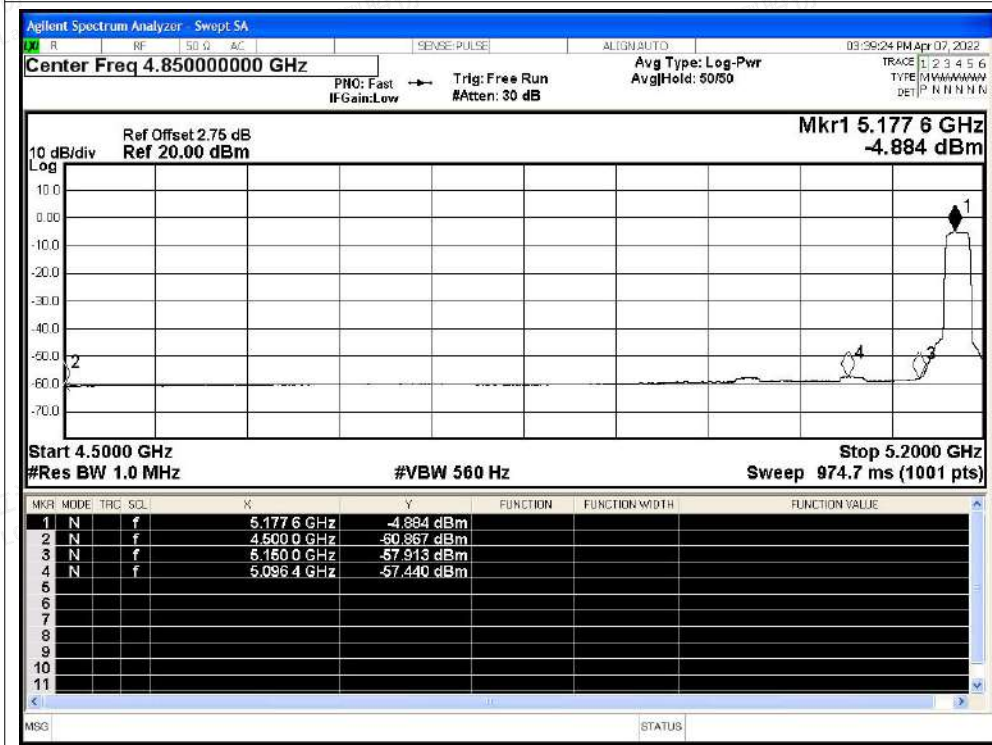 Agilent Spectrum Analyzer - Swept SA
LXI R RF 50 Ω AC SENSE:PULSE ALIGN AUTO 03:39:24 PM Apr 07, 2022
Center Freq 4.850000000 GHz Avg Type: Log-Pwr TRACE 1 2 3 4 5 6
PNO: Fast Trig: Free Run Avg|Hold: 50/50 TYPE M WWWWW
IFGain:Low #Atten: 30 dB DET P N N N N N
Ref Offset 2.75 dB Mkr1 5.177 6 GHz
10 dB/div Ref 20.00 dBm -4.884 dBm
Log
10.0
1
0.00
-10.0
-20.0
-30.0
-40.0
-50.0 2 4 3
-60.0
-70.0
Start 4.5000 GHz Stop 5.2000 GHz
#Res BW 1.0 MHz #VBW 560 Hz Sweep 974.7 ms (1001 pts)
MKR MODE TRC SCL X Y FUNCTION FUNCTION WIDTH FUNCTION VALUE
1 N f 5.177 6 GHz -4.884 dBm
2 N f 4.500 0 GHz -60.867 dBm
3 N f 5.150 0 GHz -57.913 dBm
4 N f 5.096 4 GHz -57.440 dBm
5
6
7
8
9
10
11
MSG STATUS